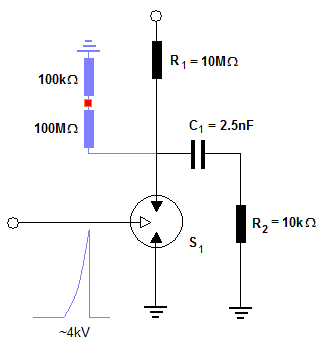 R1 = 10MΩ
100kΩ
100MΩ
C1 = 2.5nF
R2 = 10kΩ
S1
~4kV